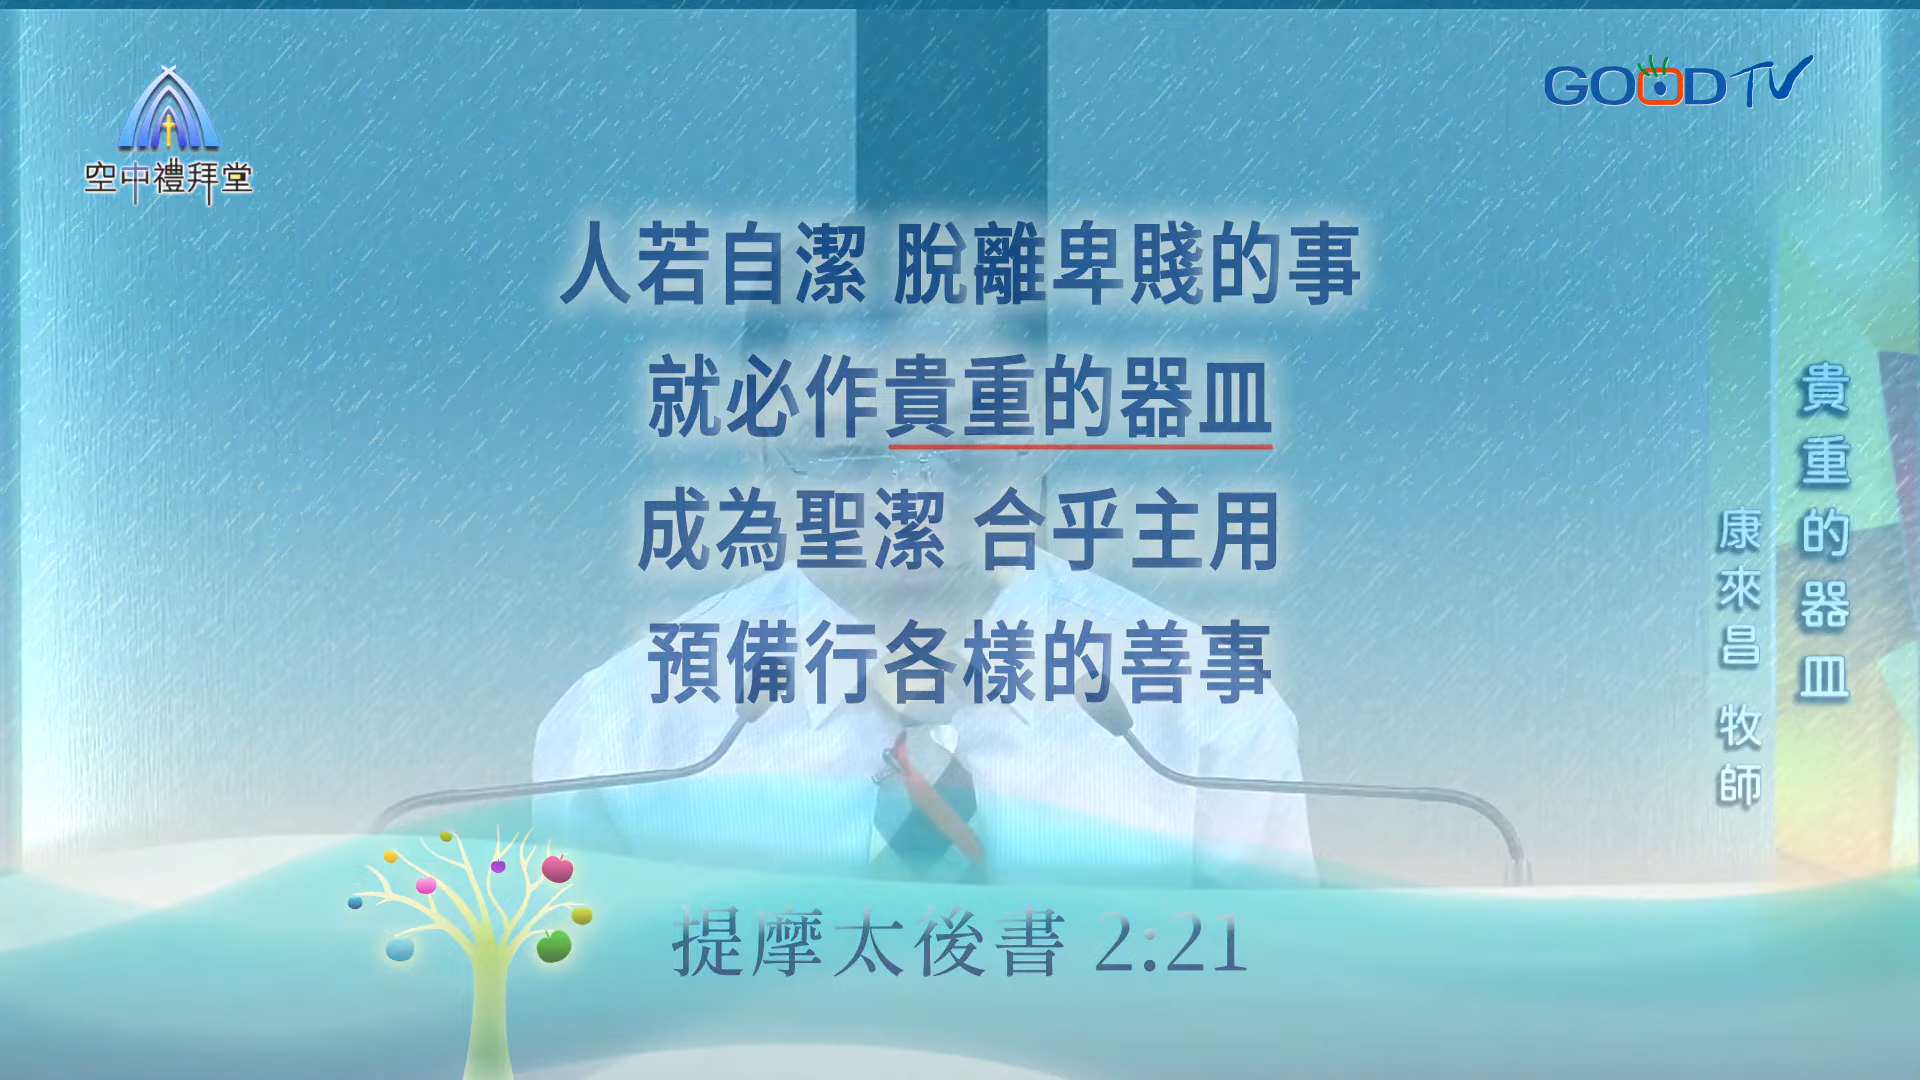 空中禮拜堂
GOOD TV
人若自潔 脫離卑賤的事
就必作貴重的器皿
成為聖潔 合乎主用
預備行各樣的善事
提摩太後書 2:21
貴重的器皿
康來昌 牧師